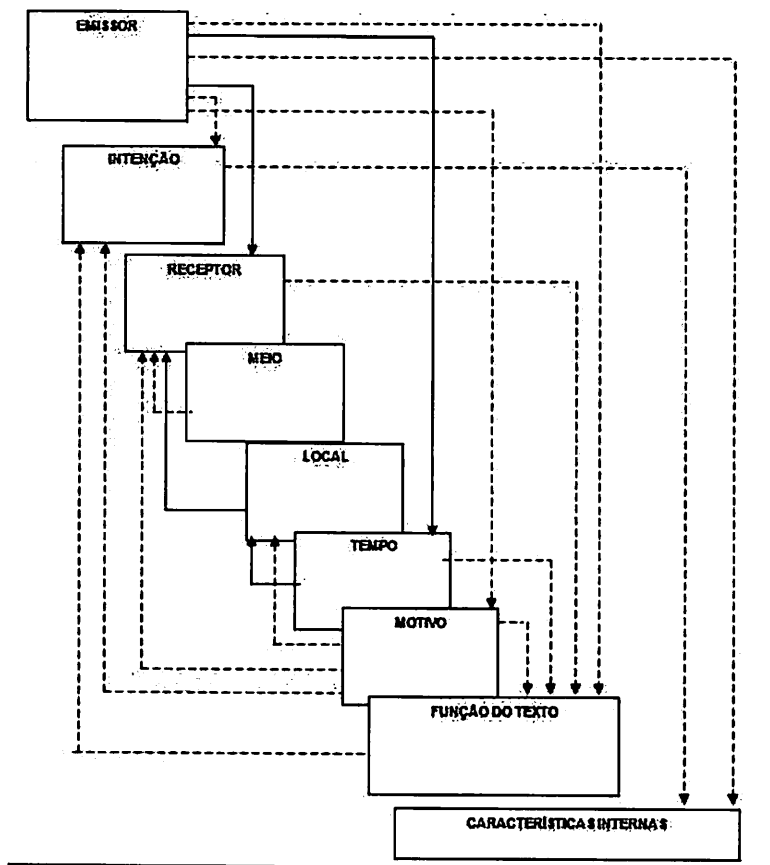 EMISSOR
INTENÇÃO
RECEPTOR
MEIO
LOCAL
TEMPO
MOTIVO
FUNÇÃO DO TEXTO
CARACTERÍSTICAS INTERNAS